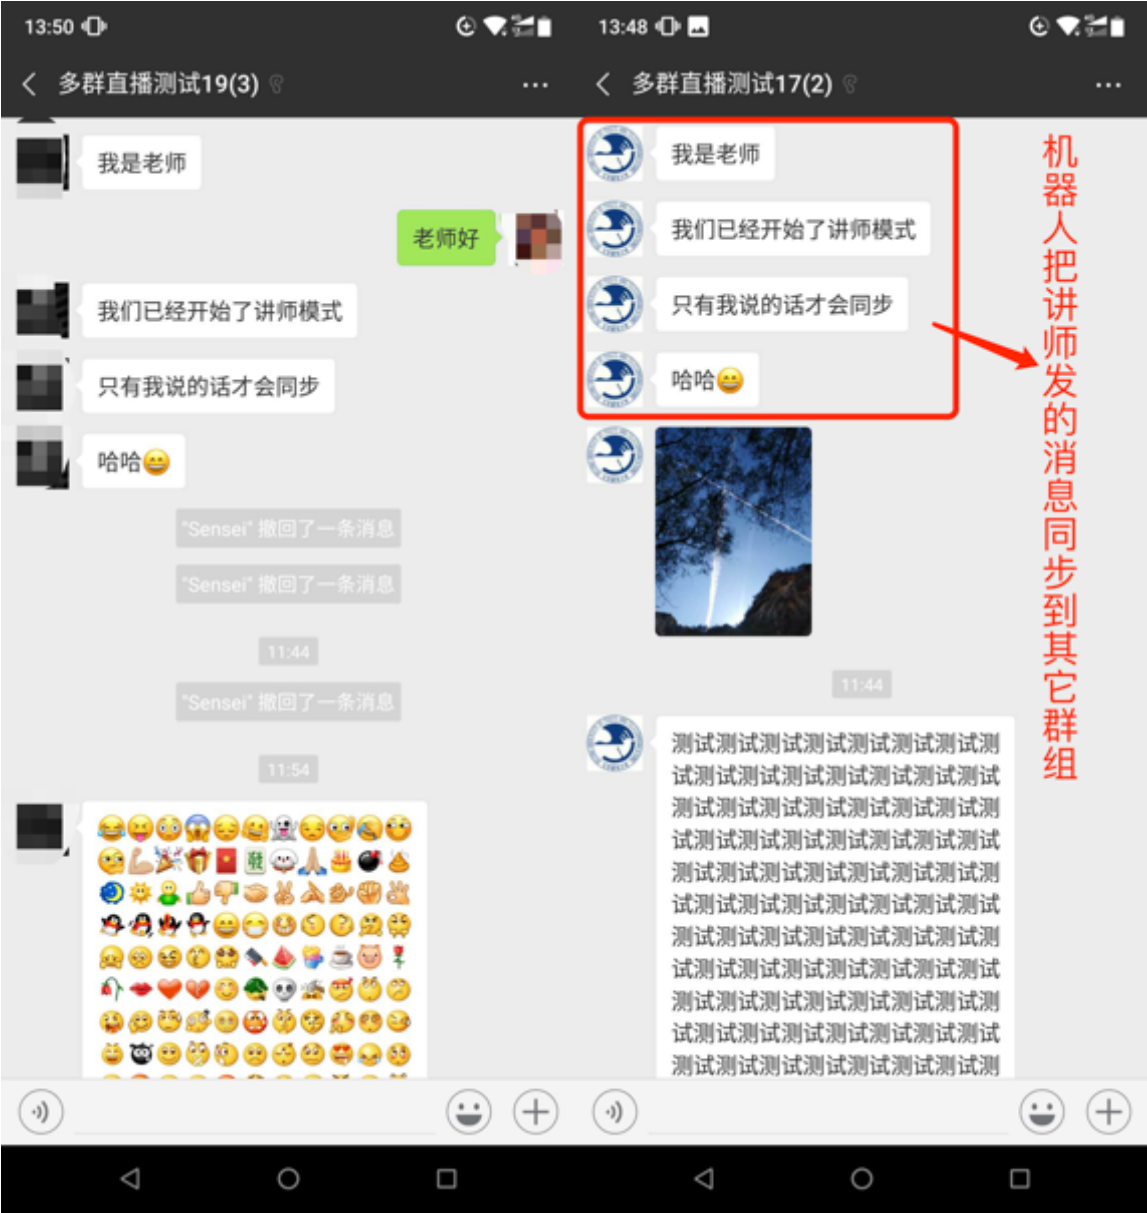 13:50
多群直播测试19(3)
我是老师
老师好
我们已经开始了讲师模式
只有我说的话才会同步
哈哈😄
"Sensei" 撤回了一条消息
"Sensei" 撤回了一条消息
11:44
"Sensei" 撤回了一条消息
11:54
13:48
多群直播测试17(2)
我是老师
我们已经开始了讲师模式
只有我说的话才会同步
哈哈😄
11:44
测试测试测试测试测试测试测试测
试测试测试测试测试测试测试测试
测试测试测试测试测试测试测试测
试测试测试测试测试测试测试测试
测试测试测试测试测试测试测试测
试测试测试测试测试测试测试测试
测试测试测试测试测试测试测试测
试测试测试测试测试测试测试测试
测试测试测试测试测试测试测试测
试测试测试测试测试测试测试测试
测试测试测试测试测试测试测试测
机器人把讲师发的消息同步到其它群组